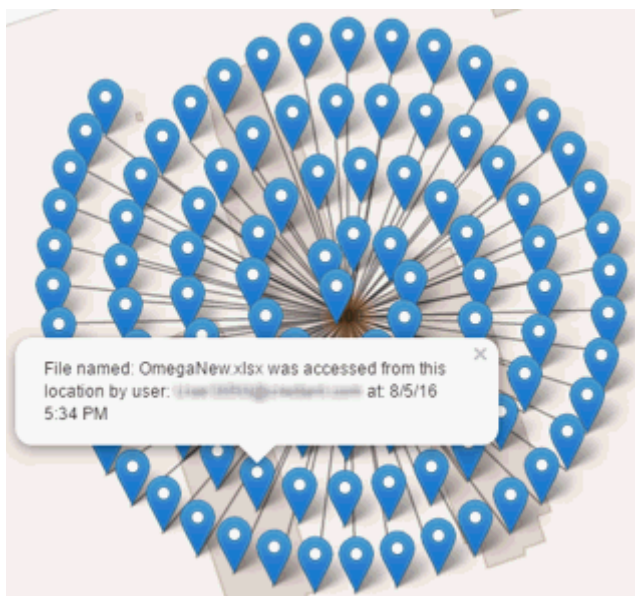 File named: OmegaNew.xlsx was accessed from this
location by user: at: 8/5/16
5:34 PM